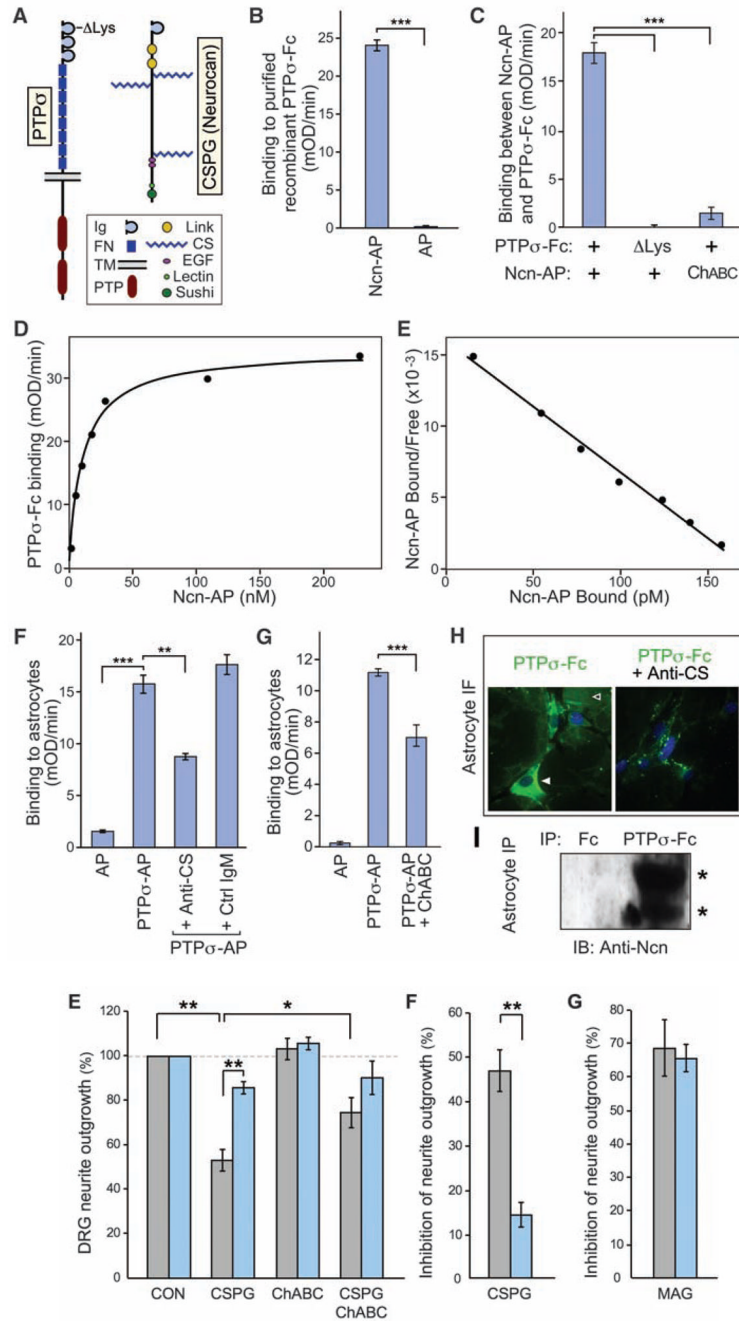 A
ΔLys
PTPσ
CSPG (Neurocan)
Ig
FN
TM
PTP
Link
CS
EGF
Lectin
Sushi
B
Binding to purified
recombinant PTPσ-Fc
(mOD/min)
25
20
15
10
5
0
***
Ncn-AP
AP
C
Binding between Ncn-AP
and PTPσ-Fc (mOD/min)
20
15
10
5
0
***
PTPσ-Fc: + ΔLys +
Ncn-AP: + + ChABC
D
PTPσ-Fc binding (mOD/min)
30
20
10
0
0 50 100 150 200
Ncn-AP (nM)
E
Ncn-AP Bound/Free (x10-3)
15
10
5
0
0 50 100 150
Ncn-AP Bound (pM)
F
Binding to astrocytes
(mOD/min)
20
15
10
5
0
*** **
AP
PTPσ-AP
+ Anti-CS
+ Ctrl IgM
PTPσ-AP
G
Binding to astrocytes
(mOD/min)
12
10
8
6
4
2
0
***
AP
PTPσ-AP
PTPσ-AP
+ ChABC
H
PTPσ-Fc PTPσ-Fc
+ Anti-CS
Astrocyte IF
I
IP: Fc PTPσ-Fc
Astrocyte IP
*
*
IB: Anti-Ncn
E
DRG neurite outgrowth (%)
120
100
80
60
40
20
0
** *
**
CON CSPG ChABC CSPG
ChABC
F
Inhibition of neurite outgrowth (%)
60
50
40
30
20
10
0
**
CSPG
G
Inhibition of neurite outgrowth (%)
80
70
60
50
40
30
20
10
0
MAG